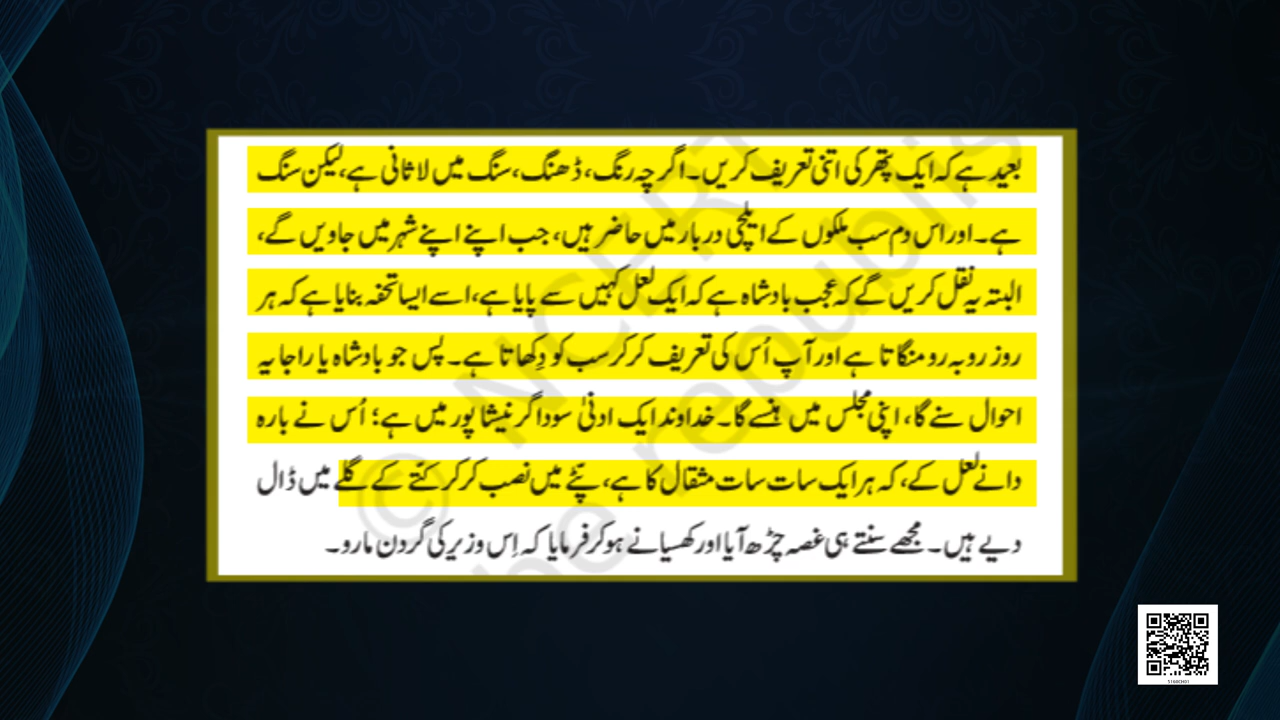 بعید ہے کہ ایک پتھر کی اتنی تعریف کریں۔ اگر چہ رنگ، ڈھنگ، سنگ میں لاثانی ہے، لیکن سنگ
ہے۔ اور اس دم سب ملکوں کے ایلچی دربار میں حاضر ہیں، جب اپنے اپنے شہر میں جاویں گے،
البتہ یہ نقل کریں گے کہ عجب بادشاہ ہے کہ ایک لعل کہیں سے پایا ہے، اسے ایسا تحفہ بنایا ہے کہ ہر
روز روبہ رو منگاتا ہے اور آپ اُس کی تعریف کر کر سب کو دِکھاتا ہے۔ پس جو بادشاہ یا راجا یہ
احوال سنے گا، اپنی مجلس میں ہنسے گا۔ خداوند ایک ادنیٰ سوداگر نیشاپور میں ہے؛ اُس نے بارہ
دانے لعل کے، کہ ہر ایک سات سات مثقال کا ہے، پٹے میں نصب کر کر کتے کے گلے میں ڈال
دیے ہیں۔ مجھے سنتے ہی غصہ چڑھ آیا اور کھسیانے ہو کر فرمایا کہ اِس وزیر کی گردن مارو۔
© NCERT
be republis